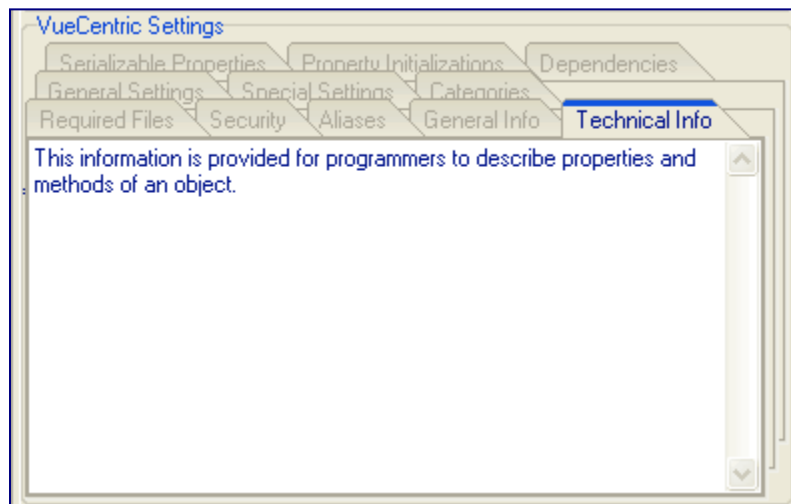 VueCentric Settings
Serializable Properties Property Initializations Dependencies
General Settings Special Settings Categories
Required Files Security Aliases General Info Technical Info
This information is provided for programmers to describe properties and
methods of an object.